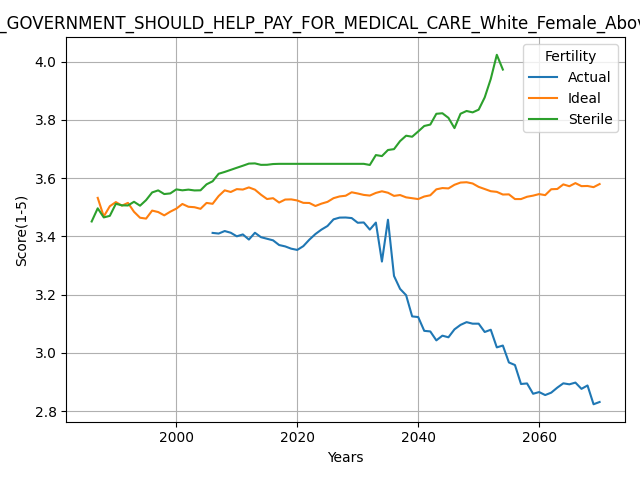 _GOVERNMENT_SHOULD_HELP_PAY_FOR_MEDICAL_CARE_White_Female_Abov
Fertility
Actual
Ideal
Sterile
Score(1-5)
4.0
3.8
3.6
3.4
3.2
3.0
2.8
2000 2020 2040 2060
Years